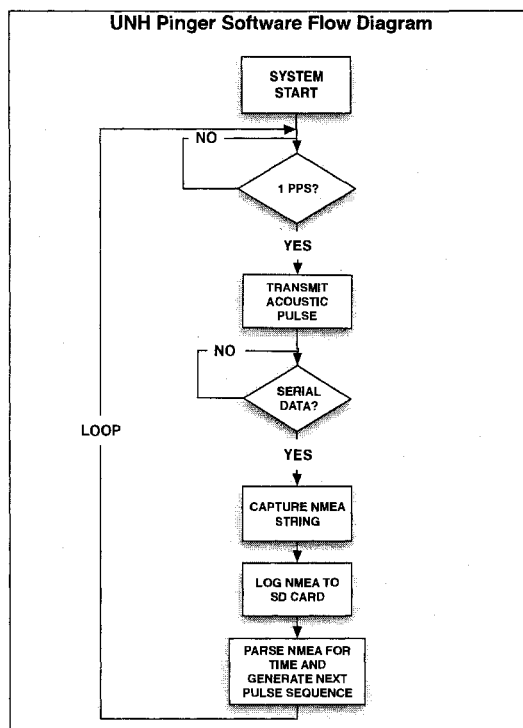 UNH Pinger Software Flow Diagram
SYSTEM
START
NO
1 PPS?
YES
TRANSMIT
ACOUSTIC
PULSE
NO
SERIAL
DATA?
LOOP
YES
CAPTURE NMEA
STRING
LOG NMEA TO
SD CARD
PARSE NMEA FOR
TIME AND
GENERATE NEXT
PULSE SEQUENCE